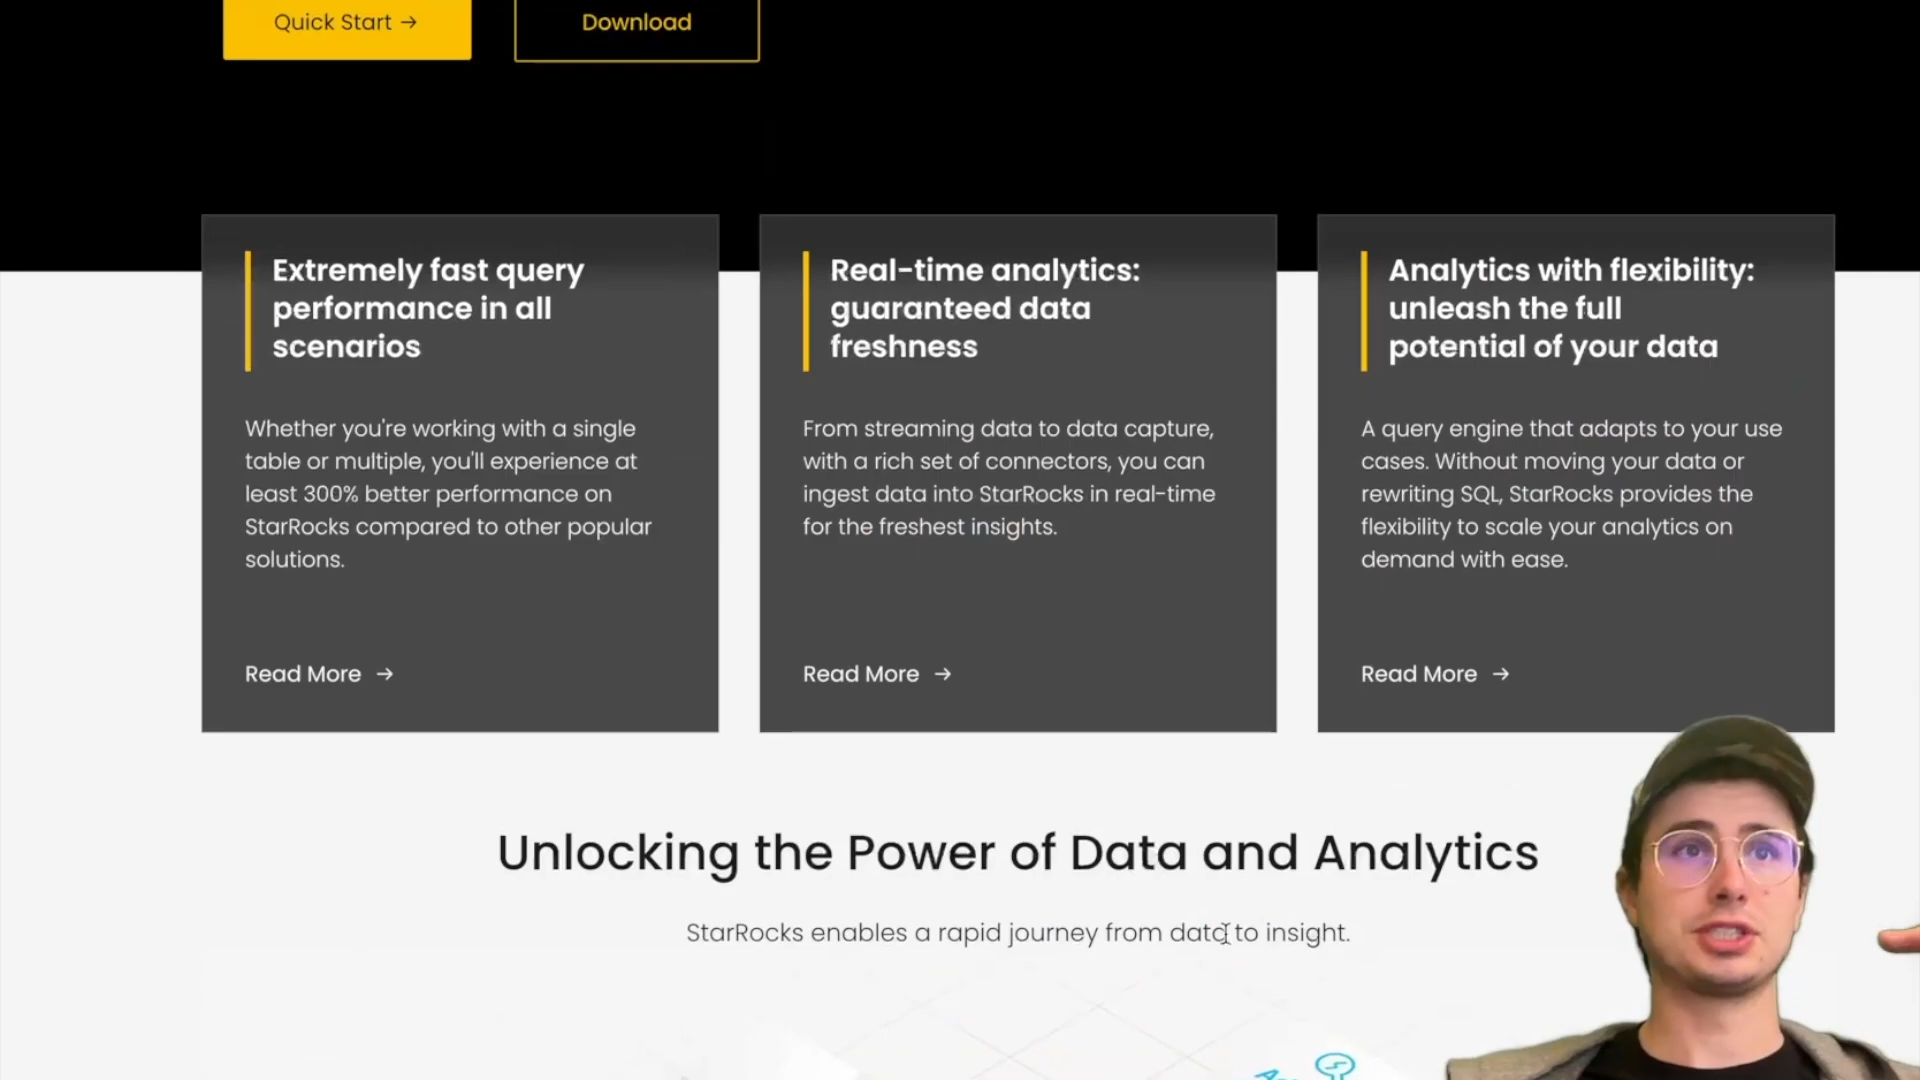 Quick Start →
Download
Extremely fast query
performance in all
scenarios
Whether you're working with a single
table or multiple, you'll experience at
least 300% better performance on
StarRocks compared to other popular
solutions.
Read More →
Real-time analytics:
guaranteed data
freshness
From streaming data to data capture,
with a rich set of connectors, you can
ingest data into StarRocks in real-time
for the freshest insights.
Read More →
Analytics with flexibility:
unleash the full
potential of your data
A query engine that adapts to your use
cases. Without moving your data or
rewriting SQL, StarRocks provides the
flexibility to scale your analytics on
demand with ease.
Read More →
Unlocking the Power of Data and Analytics
StarRocks enables a rapid journey from data to insight.